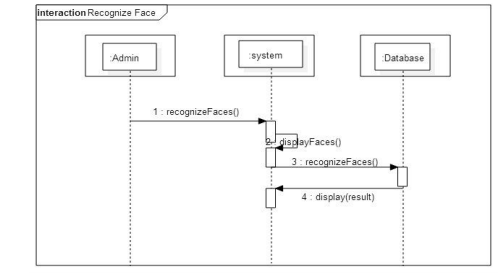 interaction Recognize Face
:Admin
:system
:Database
1 : recognizeFaces()
2 : displayFaces()
3 : recognizeFaces()
4 : display(result)